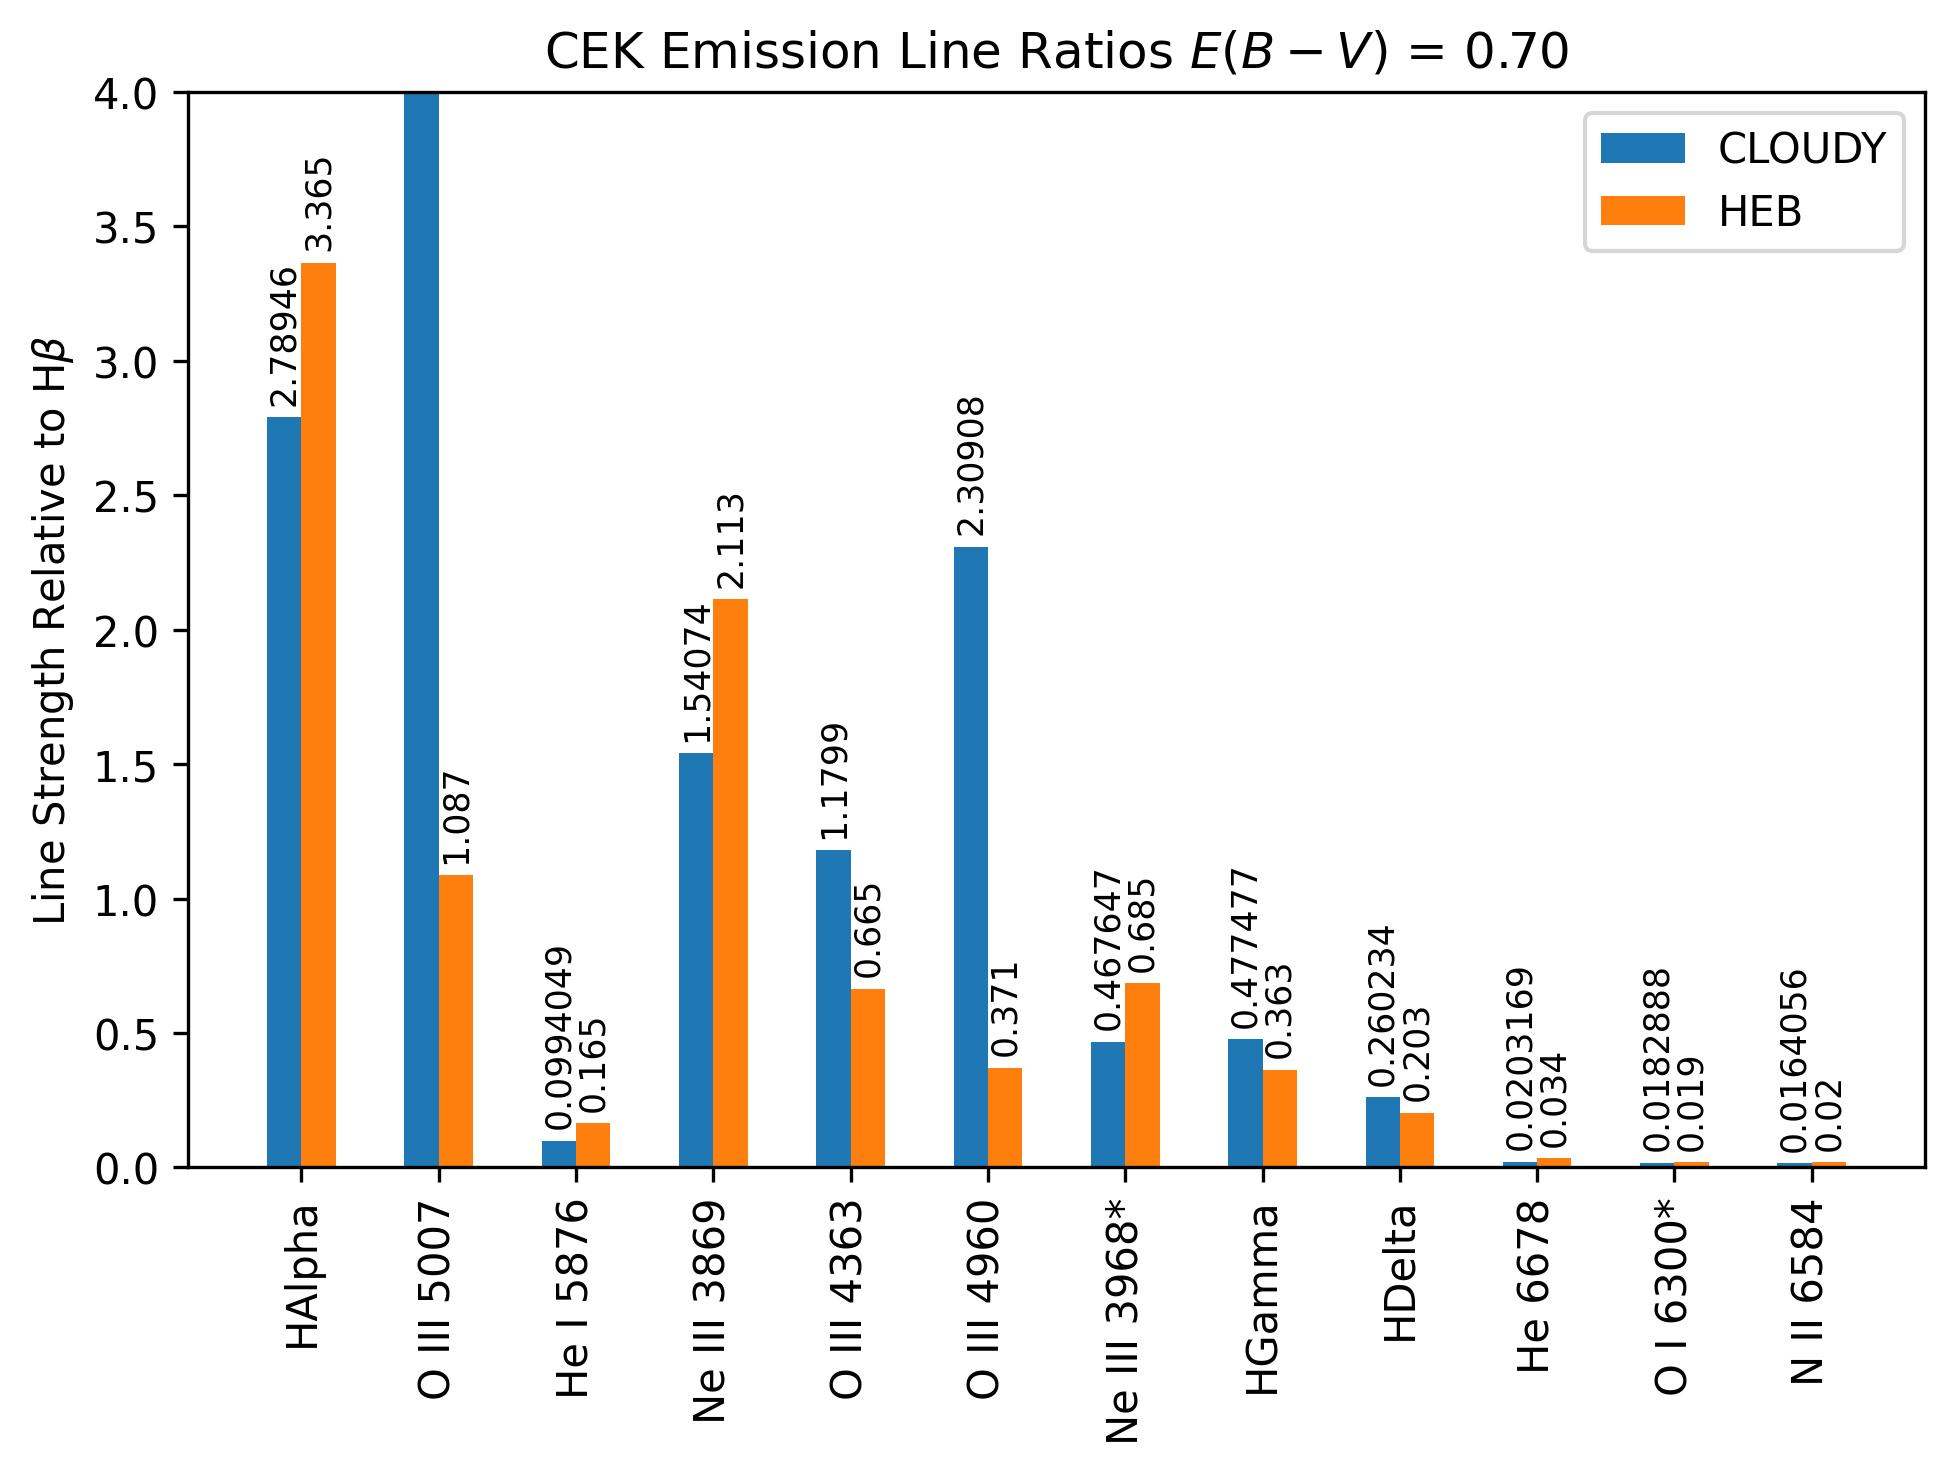 CEK Emission Line Ratios E(B − V) = 0.70
CLOUDY
HEB
Line Strength Relative to Hβ
4.0
3.5
3.0
2.5
2.0
1.5
1.0
0.5
0.0
2.78946
3.365
1.087
0.0994049
0.165
1.54074
2.113
1.1799
0.665
2.30908
0.371
0.467647
0.685
0.477477
0.363
0.260234
0.203
0.0203169
0.034
0.0182888
0.019
0.0164056
0.02
HAlpha
O III 5007
He I 5876
Ne III 3869
O III 4363
O III 4960
Ne III 3968*
HGamma
HDelta
He 6678
O I 6300*
N II 6584